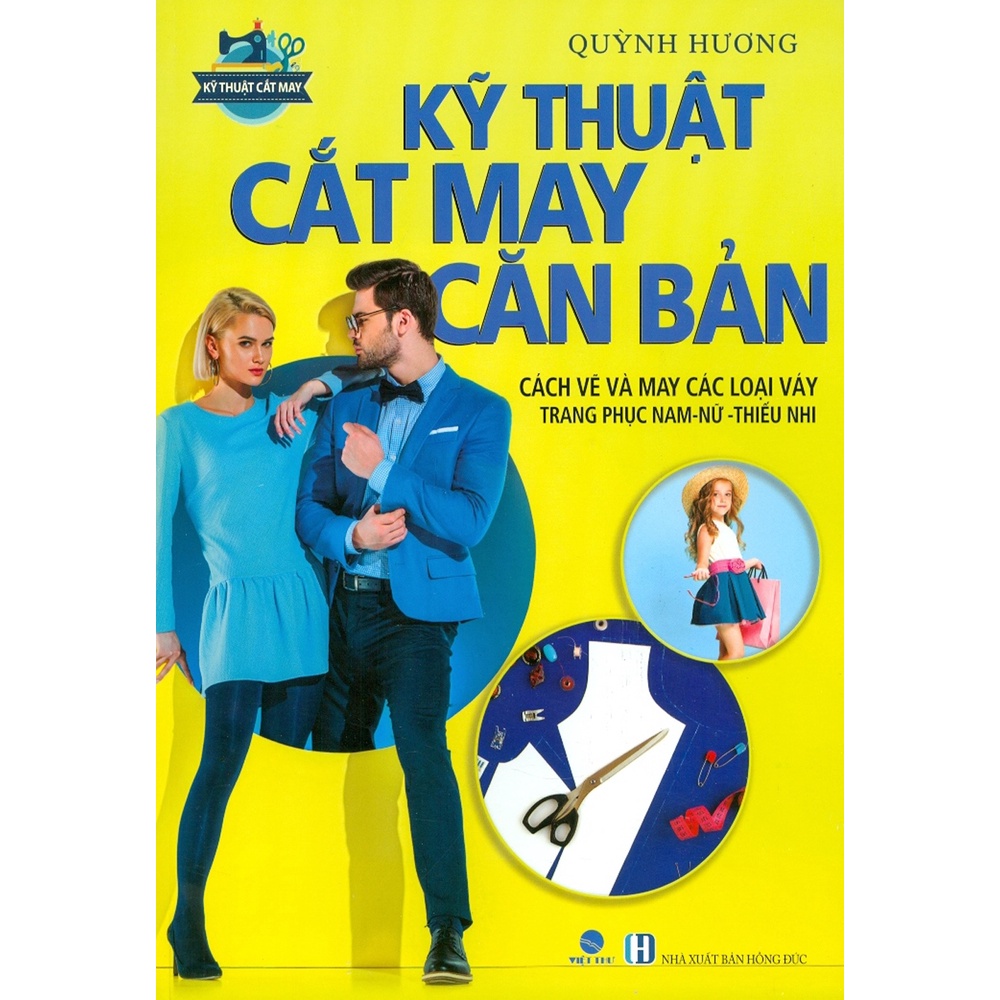 QUỲNH HƯƠNG
KỸ THUẬT CẮT MAY
KỸ THUẬT
CẮT MAY
CĂN BẢN
CÁCH VẼ VÀ MAY CÁC LOẠI VÁY
TRANG PHỤC NAM-NỮ -THIẾU NHI
VIỆT THƯ
NHÀ XUẤT BẢN HỒNG ĐỨC